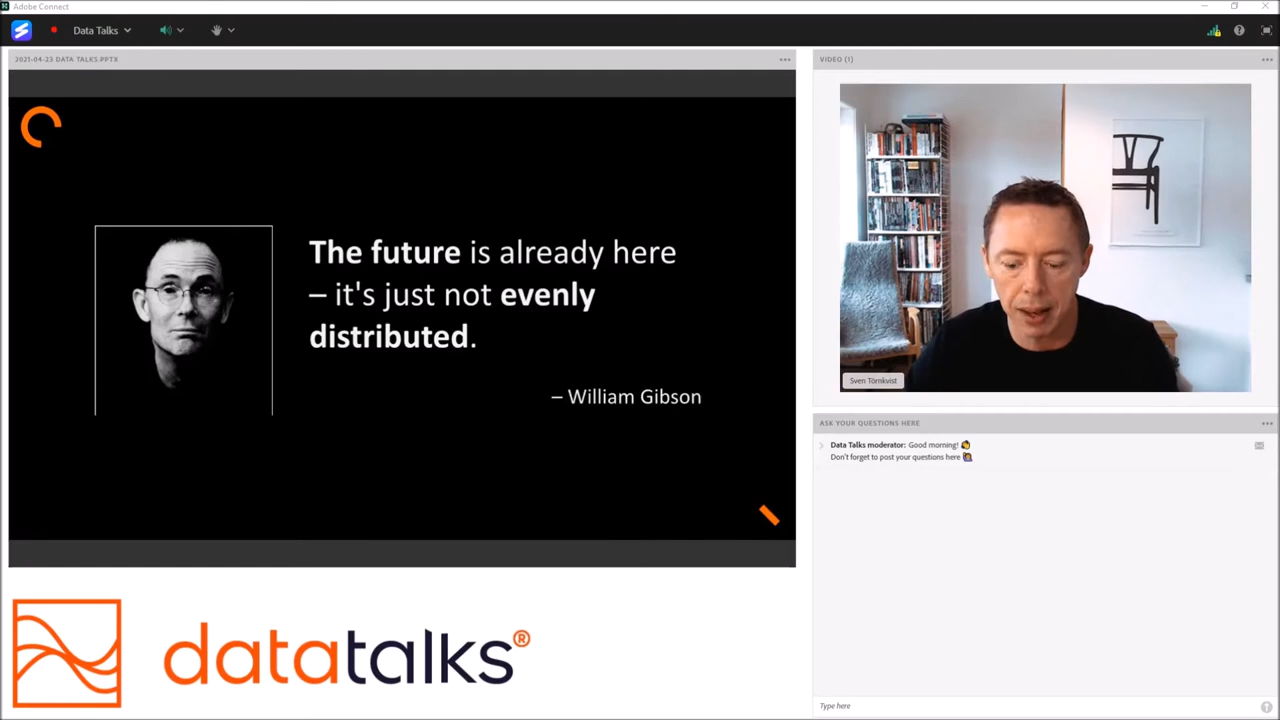 Adobe Connect
Data Talks
2021-04-23 DATA TALKS.PPTX
The future is already here
– it's just not evenly
distributed.
– William Gibson
datatalks®
VIDEO (1)
Sven Törnkvist
ASK YOUR QUESTIONS HERE
Data Talks moderator: Good morning! 
Don't forget to post your questions here
Type here